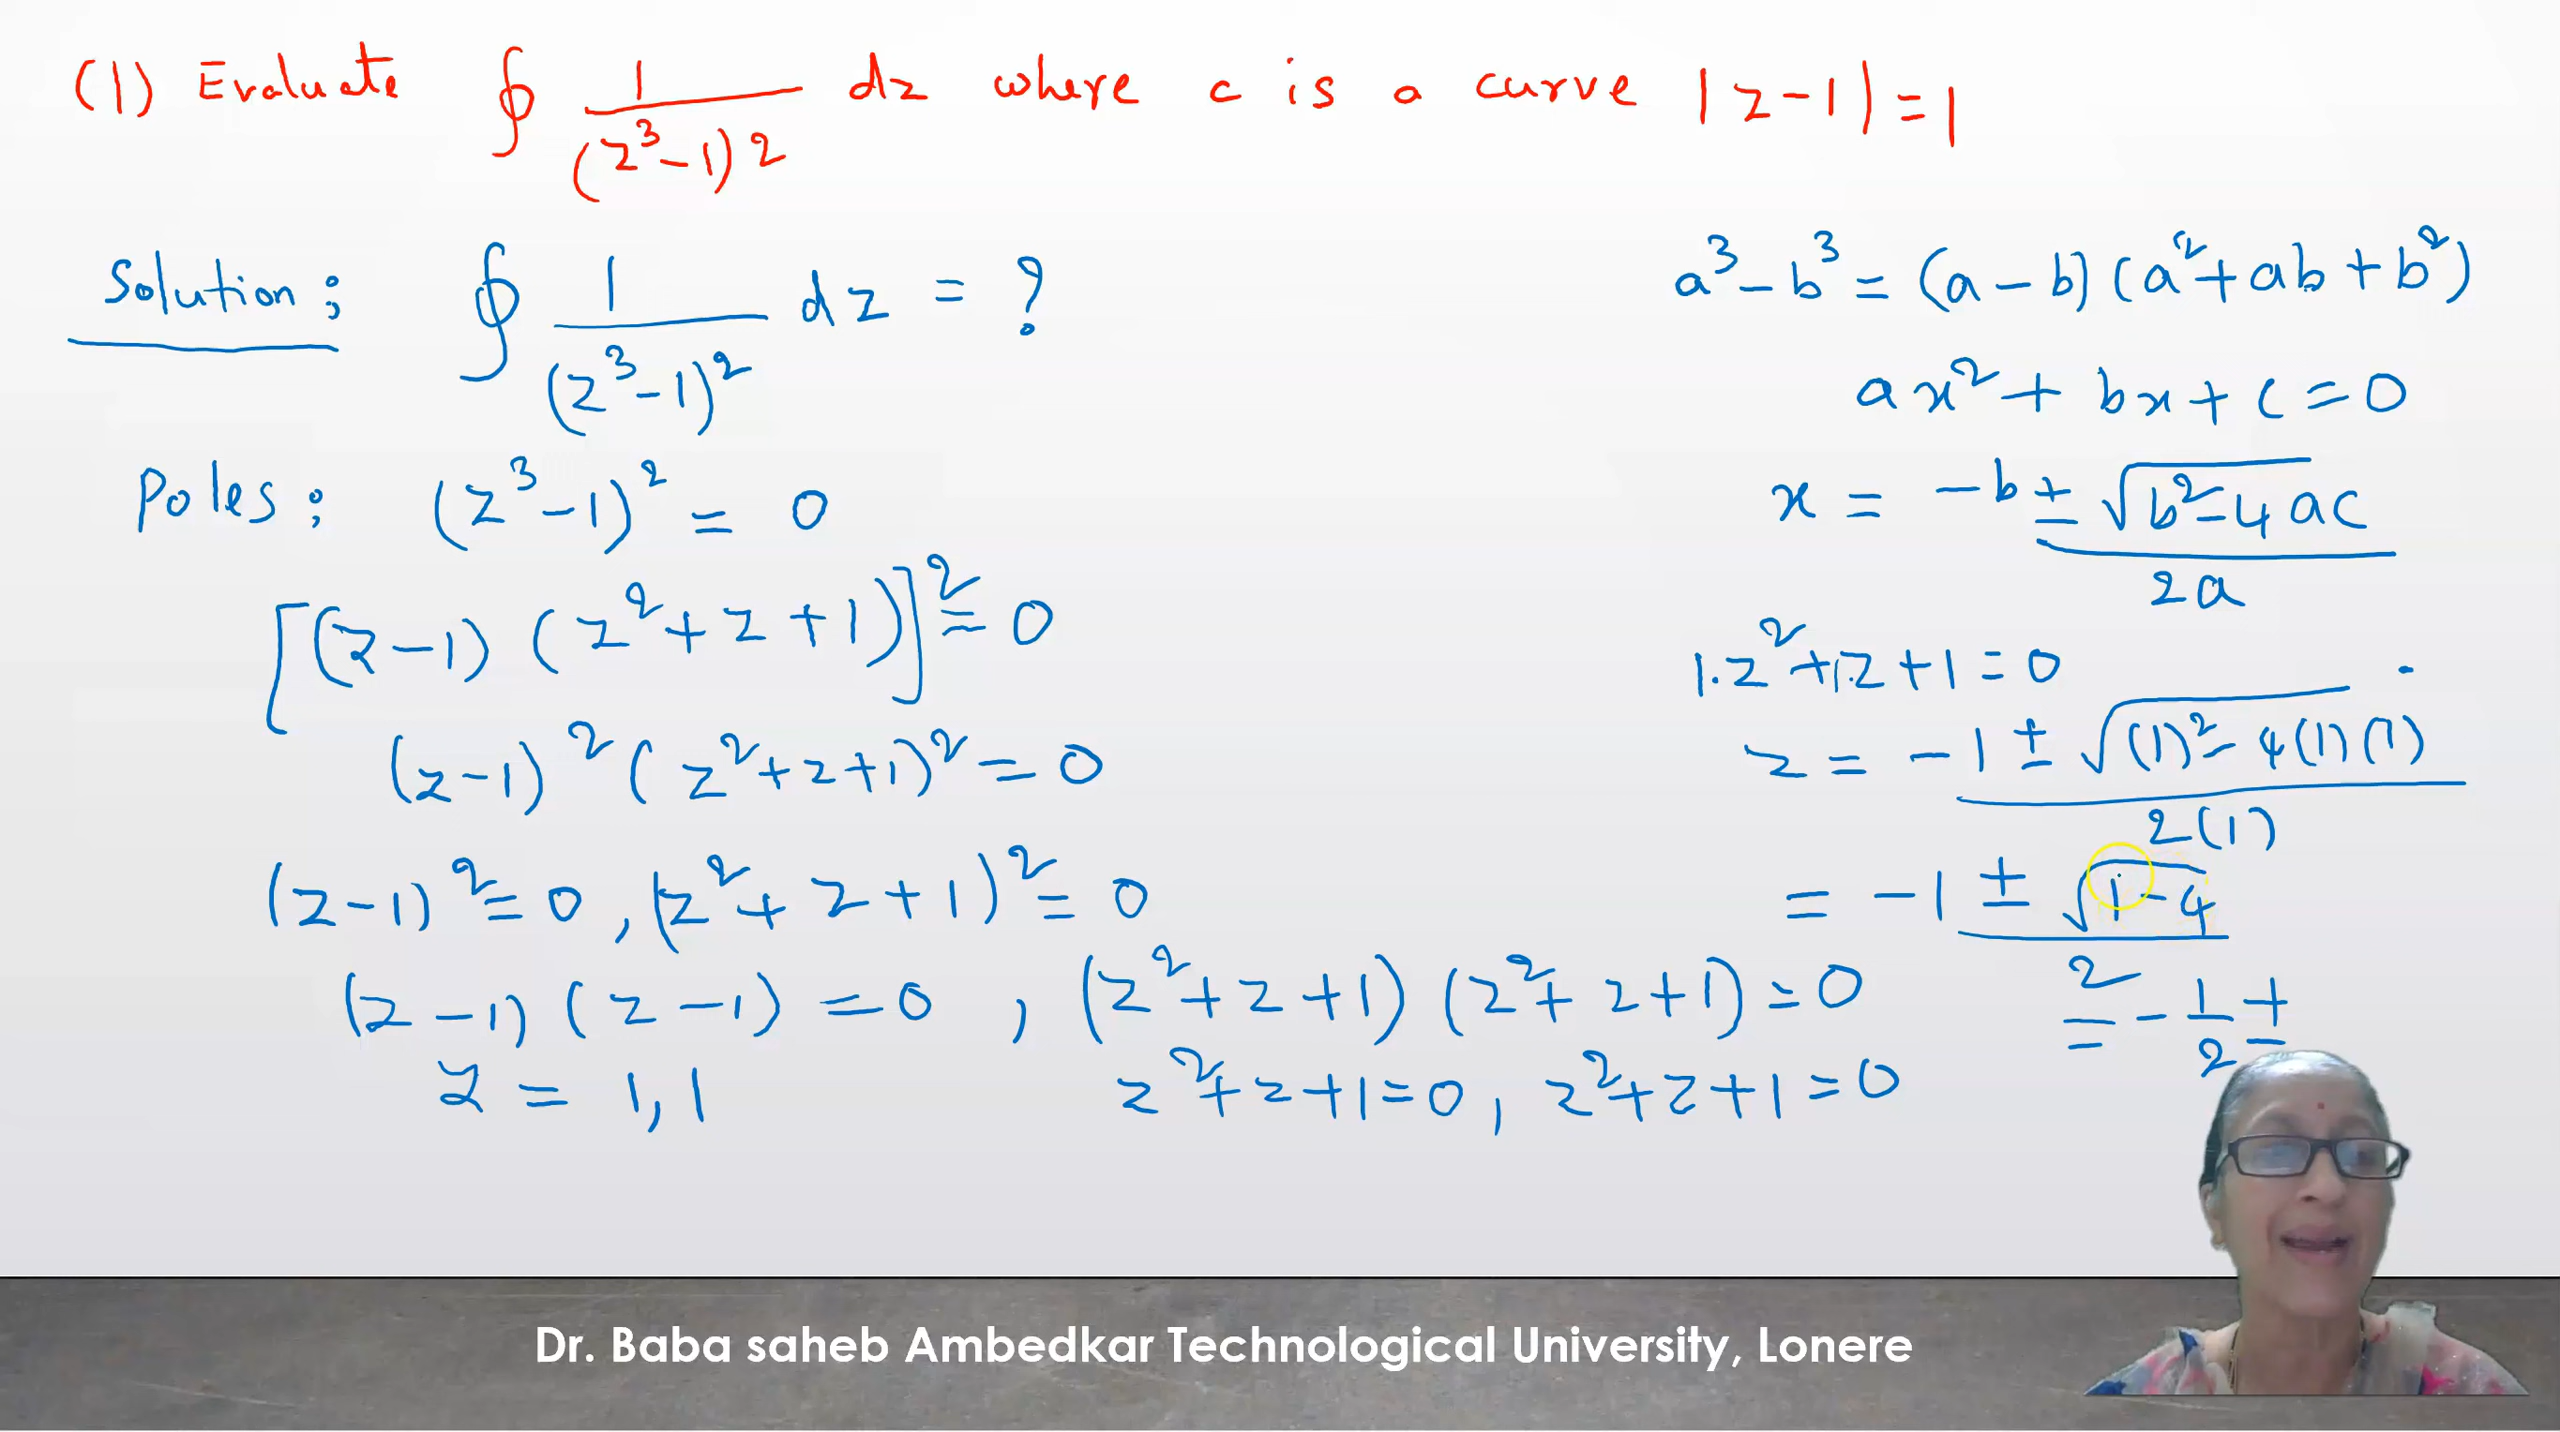 (1) Evaluate ∮ 1/(z³-1)2 dz where c is a curve |z-1|=1
Solution: ∮ 1/(z³-1)² dz = ?
Poles: (z³-1)² = 0
[(z-1) (z²+z+1)]² = 0
(z-1)² (z²+z+1)² = 0
(z-1)² = 0, (z²+z+1)² = 0
(z-1) (z-1) = 0, (z²+z+1) (z²+z+1) = 0
z = 1, 1
z²+z+1=0, z²+z+1=0
a³-b³ = (a-b)(a²+ab+b²)
ax²+bx+c=0
x = -b±√b²-4ac / 2a
1.z²+1.z+1=0
z = -1±√(1)²-4(1)(1) / 2(1)
= -1±√1-4 / 2
= -1/2 ±
Dr. Baba saheb Ambedkar Technological University, Lonere